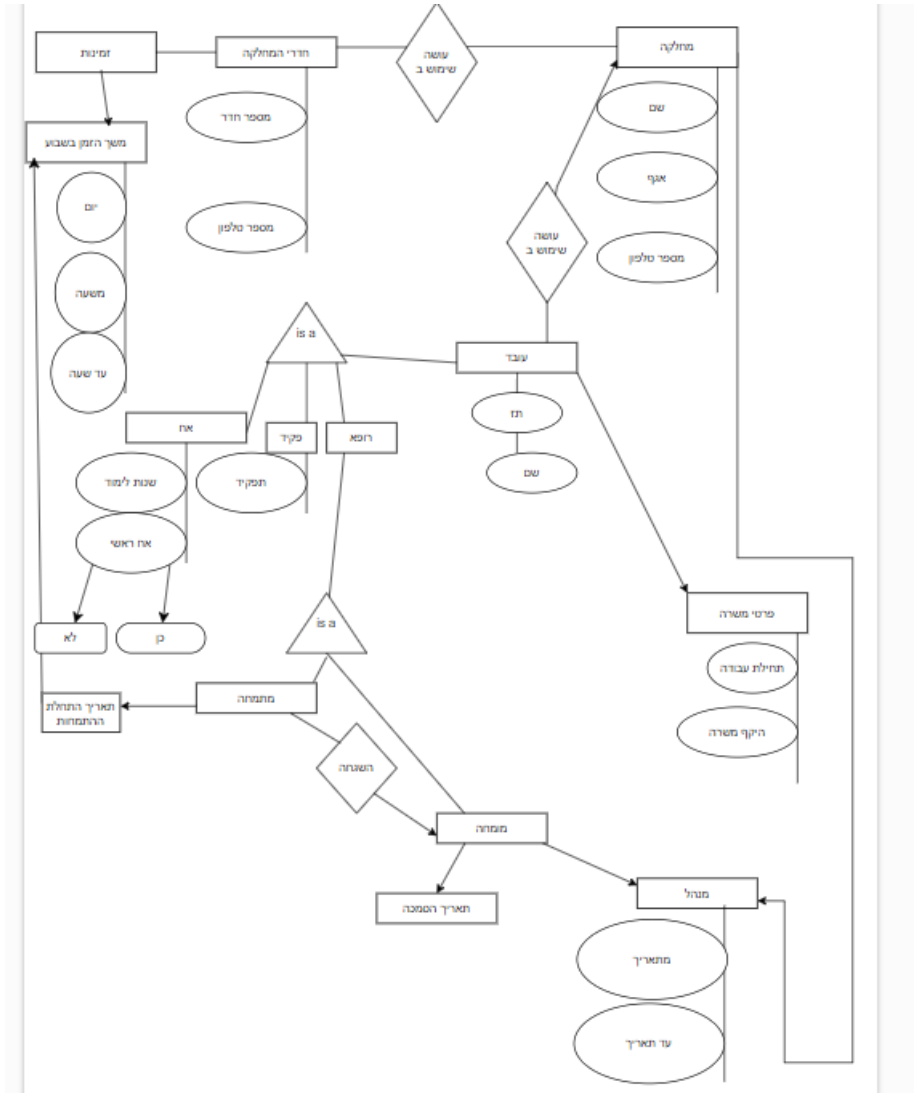 זמינות
חדרי המחלקה
עושה
שימוש ב
מחלקה
משך הזמן בשבוע
מספר חדר
שם
יום
אגף
מספר טלפון
עושה
שימוש ב
מספר טלפון
משעה
עד שעה
is a
עובד
אח
פקיד
רופא
תז
שנות לימוד
תפקיד
שם
אח ראשי
לא
כן
is a
פרטי משרה
תחילת עבודה
תאריך התחלת
ההתמחות
מתמחה
היקף משרה
השגחה
מומחה
תאריך הסמכה
מנהל
מתאריך
עד תאריך